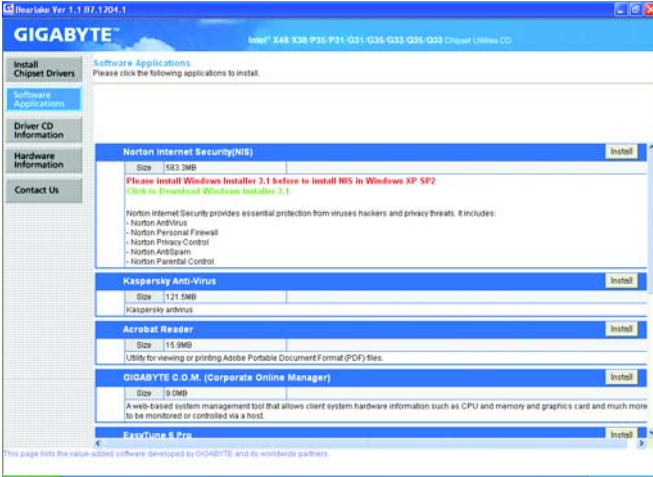 Bearlake Ver 1.1 B7.1704.1
GIGABYTE™
Intel® X48/X38/P35/P31/G31/G35/G33/Q35/Q33 Chipset Utilities CD
Install
Chipset Drivers
Software
Applications
Driver CD
Information
Hardware
Information
Contact Us
Software Applications
Please click the following applications to install.
Norton Internet Security(NIS)
Install
Size 583.3MB
Please install Windows Installer 3.1 before to install NIS in Windows XP SP2
Click to Download Windows Installer 3.1
Norton Internet Security provides essential protection from viruses hackers and privacy threats. It includes:
- Norton AntiVirus
- Norton Personal Firewall
- Norton Privacy Control
- Norton AntiSpam
- Norton Parental Control.
Kaspersky Anti-Virus
Install
Size 121.5MB
Kaspersky antivirus
Acrobat Reader
Install
Size 15.9MB
Utility for viewing or printing Adobe Portable Document Format (PDF) files.
GIGABYTE C.O.M. (Corporate Online Manager)
Install
Size 9.0MB
A web-based system management tool that allows client system hardware information such as CPU and memory and graphics card and much more
to be monitored or controlled via a host.
EasyTune 5 Pro
Install
This page lists the value-added software developed by GIGABYTE and its worldwide partners.